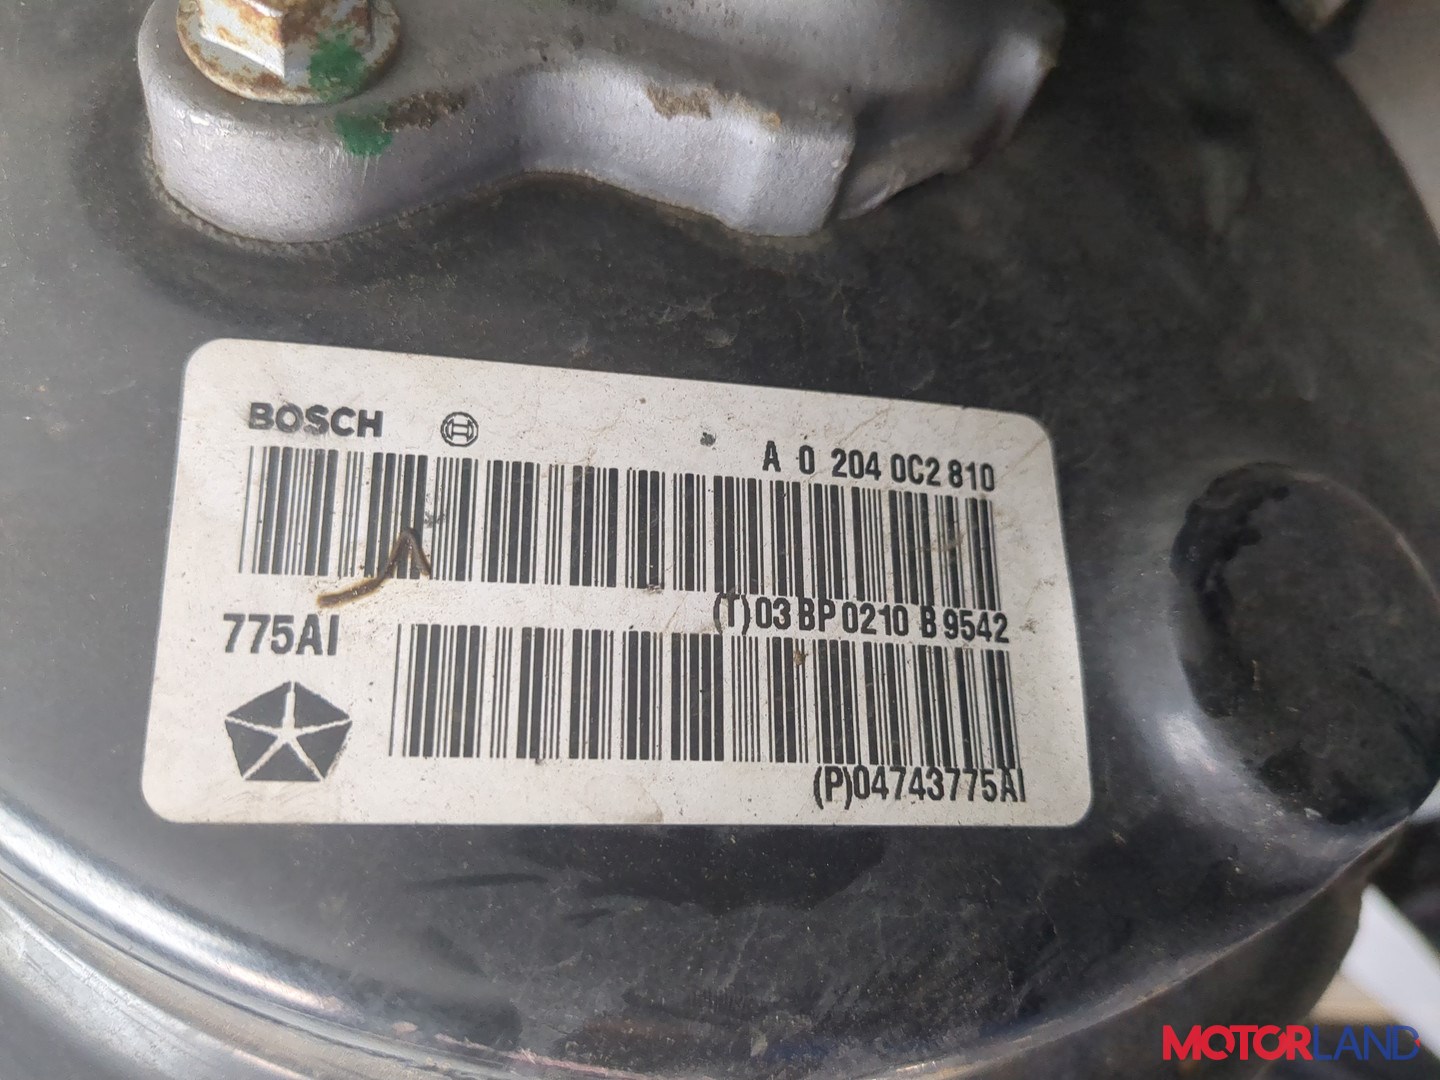 BOSCH
A 0 204 0C2 810
(T)03 BP 0210 B 9542
775AI
(P)04743775AI
MOTORLAND